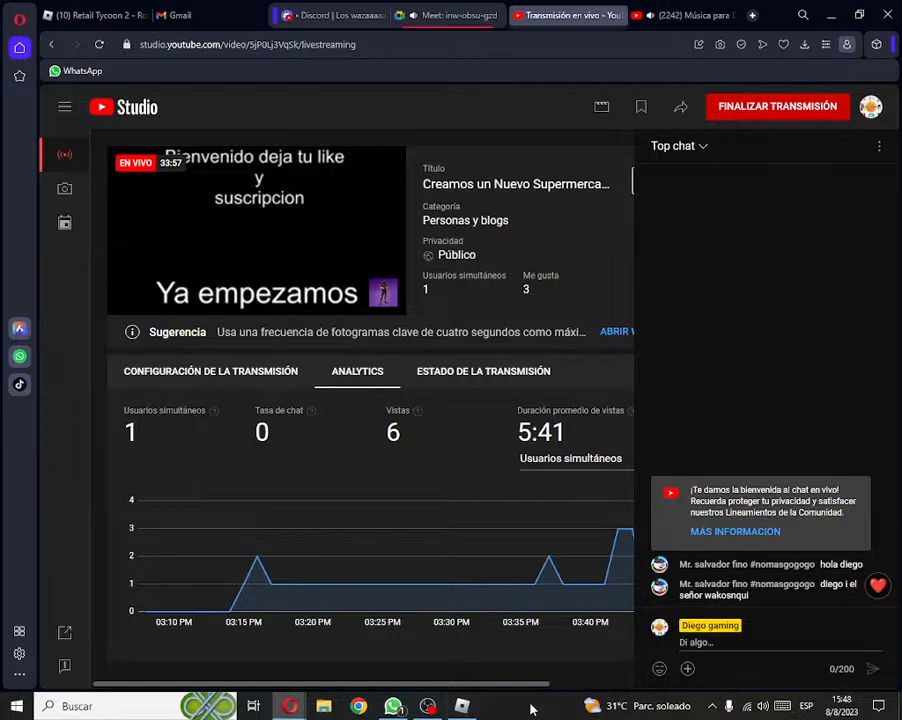 (10) Retail Tycoon 2 - Ro
Gmail
Discord | Los wazaaaa
Meet: inw-obsu-gzd
Transmisión en vivo - You
(2242) Música para
studio.youtube.com/video/5jP0Lj3VqSk/livestreaming
WhatsApp
Studio
FINALIZAR TRANSMISIÓN
Top chat
EN VIVO 33:57
Bienvenido deja tu like
y
suscripcion
Ya empezamos
Título
Creamos un Nuevo Supermerca...
Categoría
Personas y blogs
Privacidad
Público
Usuarios simultáneos
Me gusta
1
3
Sugerencia Usa una frecuencia de fotogramas clave de cuatro segundos como máxi...
ABRIR
CONFIGURACIÓN DE LA TRANSMISIÓN
ANALYTICS
ESTADO DE LA TRANSMISIÓN
Usuarios simultáneos
Tasa de chat
Vistas
Duración promedio de vistas
1
0
6
5:41
Usuarios simultáneos
4
3
2
1
0
03:10 PM
03:15 PM
03:20 PM
03:25 PM
03:30 PM
03:35 PM
03:40 PM
¡Te damos la bienvenida al chat en vivo!
Recuerda proteger tu privacidad y satisfacer
nuestros Lineamientos de la Comunidad.
MÁS INFORMACIÓN
Mr. salvador fino #nomasgogogo hola diego
Mr. salvador fino #nomasgogogo diego i el
señor wakosnqui
Diego gaming
Di algo...
0/200
Buscar
31°C Parc. soleado
ESP
15:48
8/8/2023